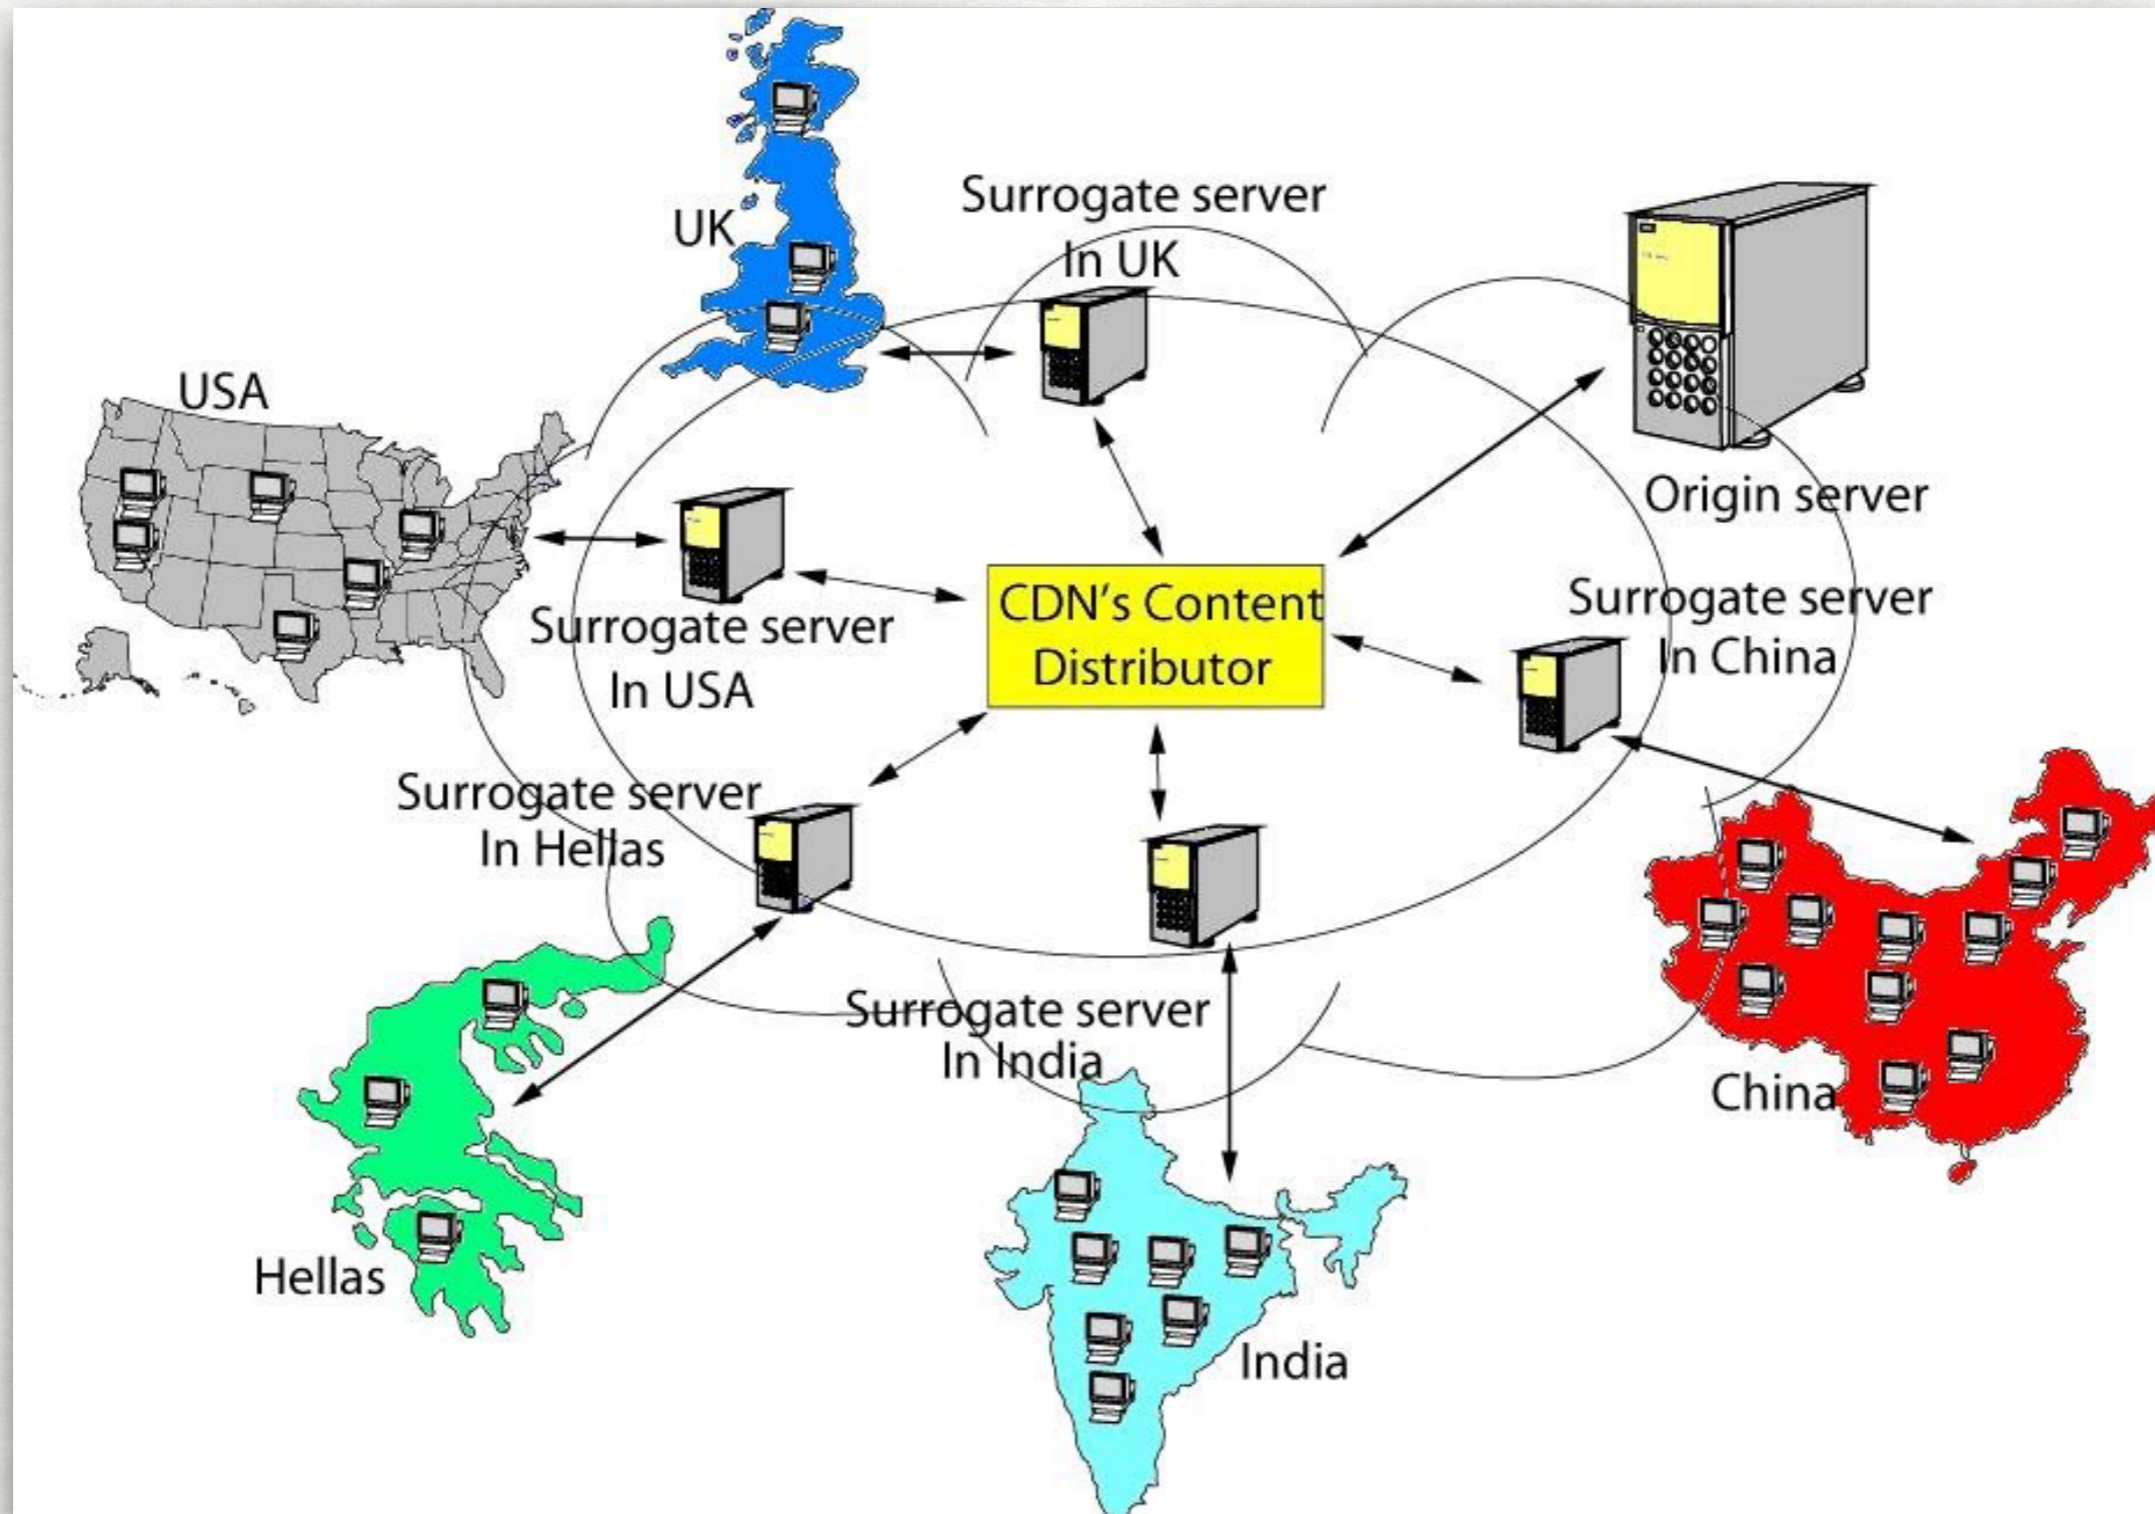 UK
Surrogate server
In UK
USA
Origin server
Surrogate server
In USA
CDN's Content
Distributor
Surrogate server
In China
Surrogate server
In Hellas
Surrogate server
In India
China
Hellas
India